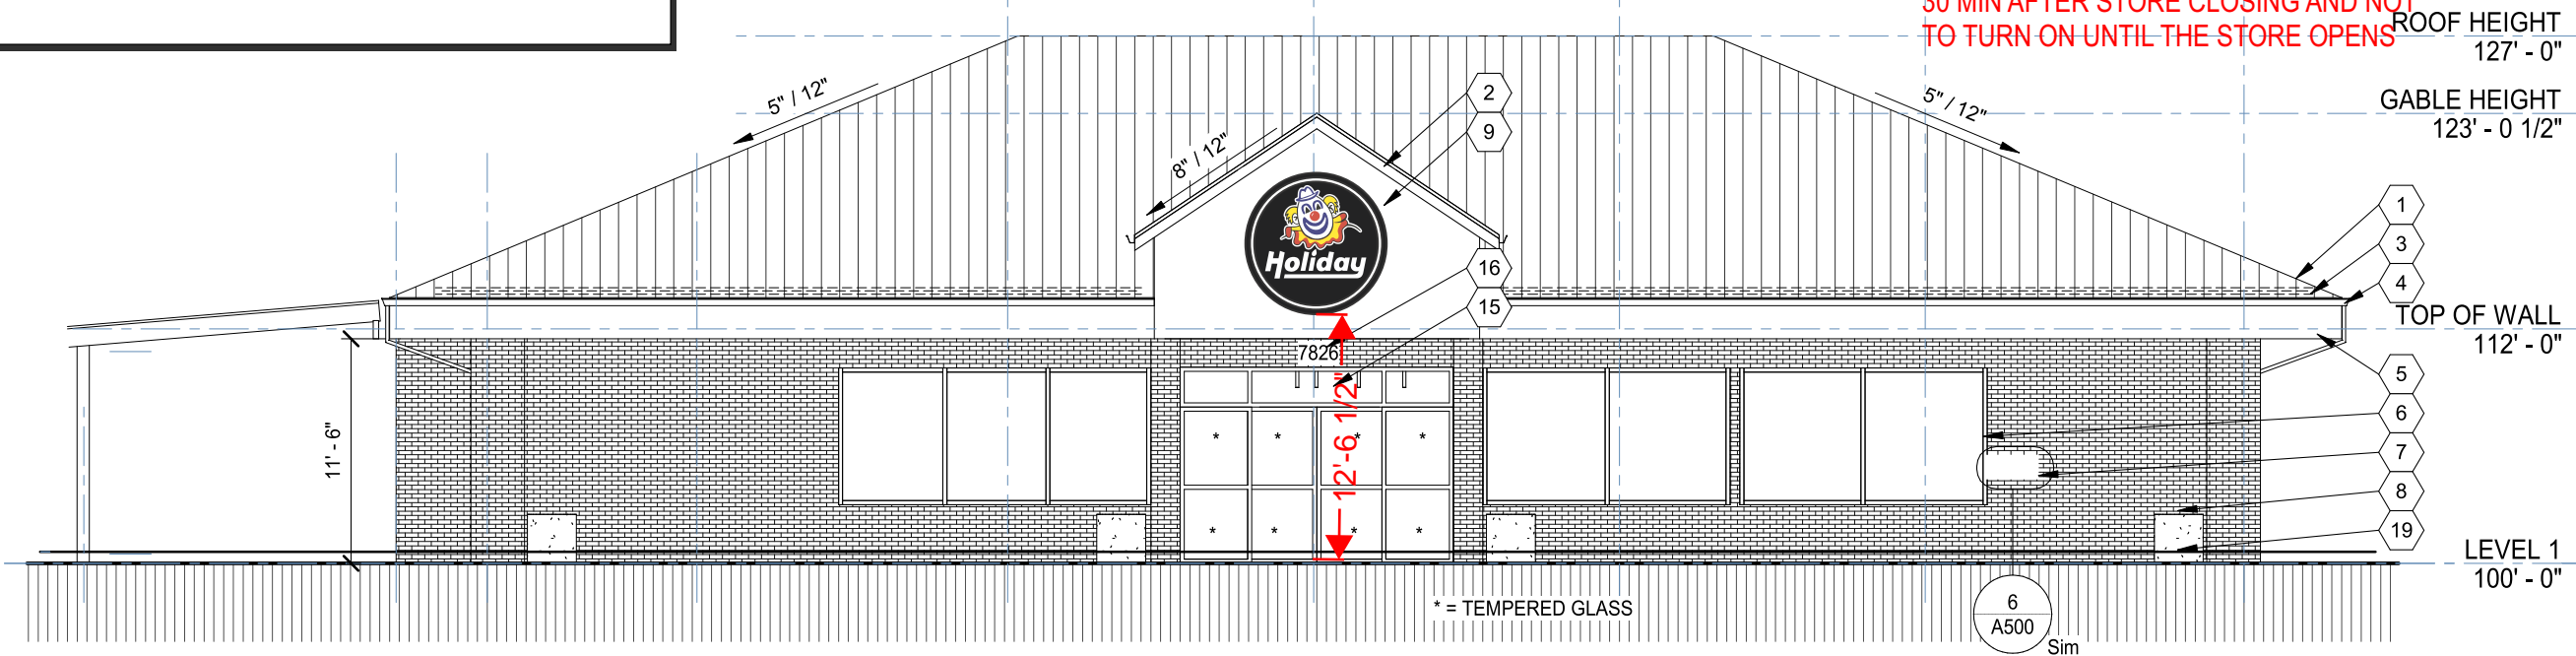 30 MIN AFTER STORE CLOSING AND NOT
TO TURN ON UNTIL THE STORE OPENS
ROOF HEIGHT
127' - 0"
GABLE HEIGHT
123' - 0 1/2"
5" / 12"
5" / 12"
8" / 12"
2
9
Holiday
16
15
1
3
4
TOP OF WALL
112' - 0"
7826
11' - 6"
12'-6 1/2"
* * * *
* * * *
5
6
7
8
19
LEVEL 1
100' - 0"
* = TEMPERED GLASS
6
A500
Sim